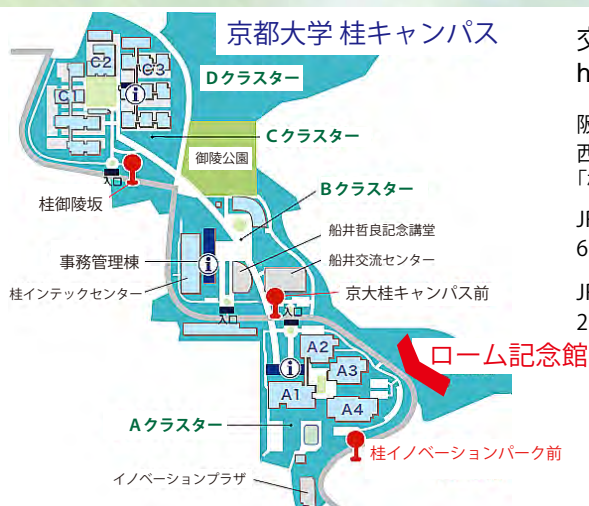 京都大学 桂キャンパス
C2
C3
Dクラスター
C1
Cクラスター
御陵公園
入口
桂御陵坂
Bクラスター
船井哲良記念講堂
事務管理棟
船井交流センター
桂インテックセンター
京大桂キャンパス前
入口
入口
A2
ローム記念館
A3
A1
A4
Aクラスター
桂イノベーションパーク前
イノベーションプラザ
h
西
6
2